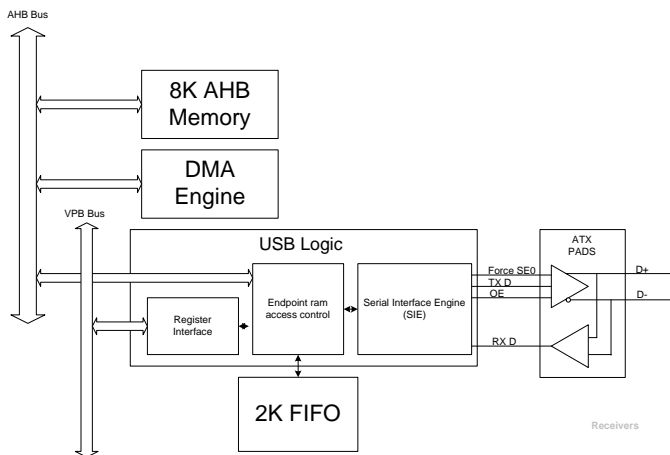 AHB Bus
8K AHB
Memory
DMA
Engine
VPB Bus
USB Logic
ATX
PADS
Force SE0
D+
TX D
OE
D-
Endpoint ram
access control
Serial Interface Engine
(SIE)
Register
Interface
RX D
2K FIFO
Receivers